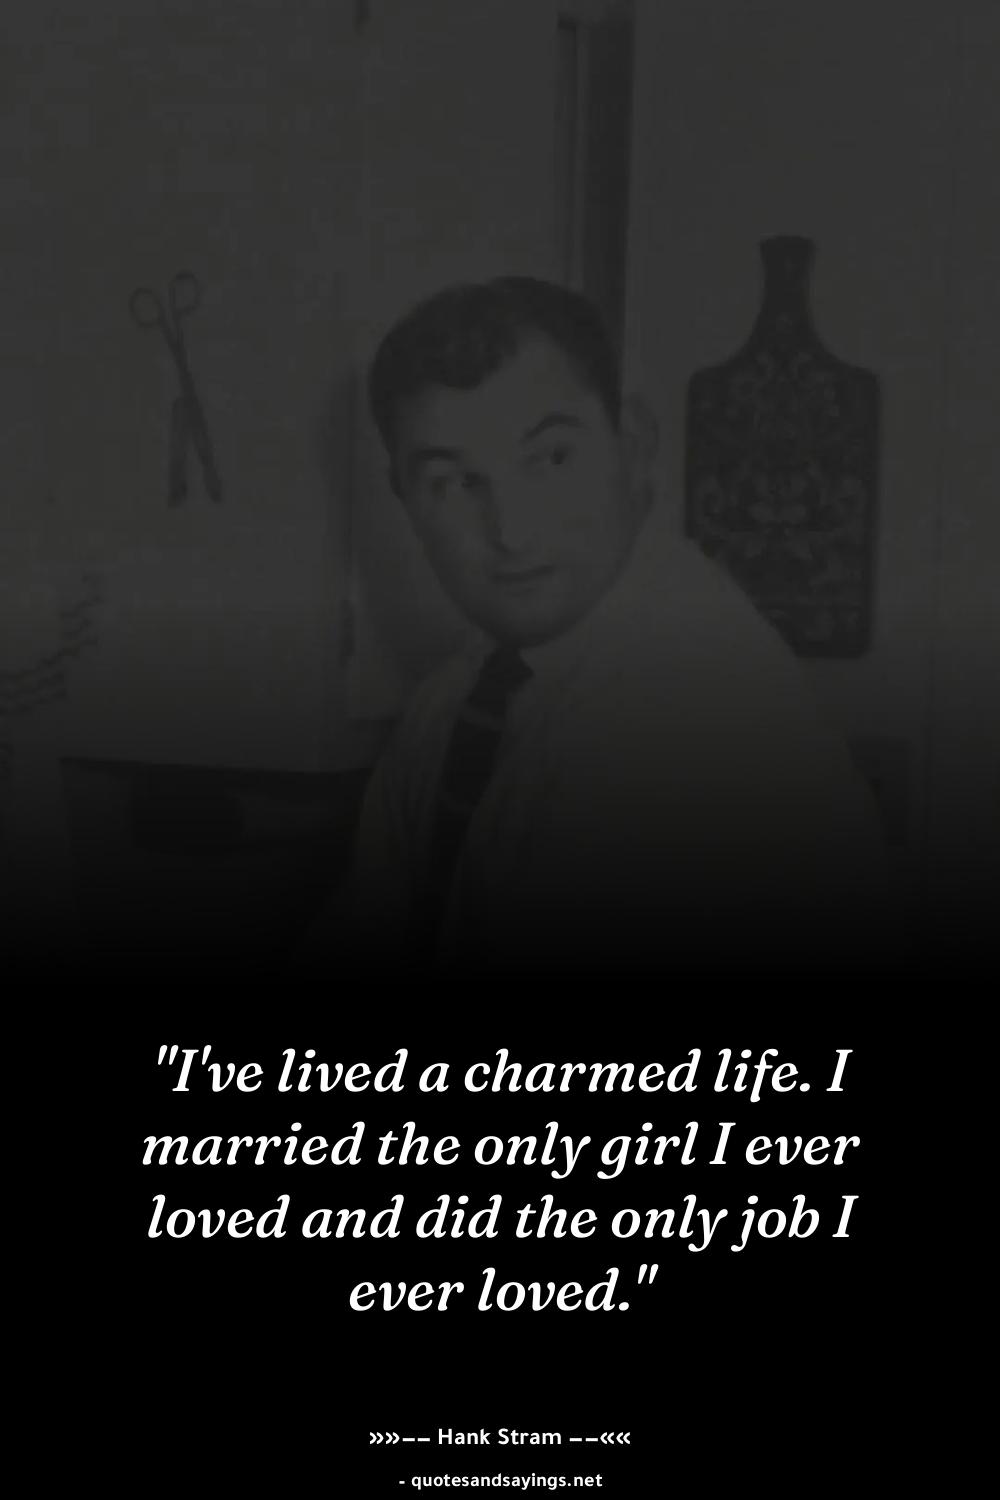 "I've lived a charmed life. I
married the only girl I ever
loved and did the only job I
ever loved."
»»–– Hank Stram ––««
- quotesandsayings.net